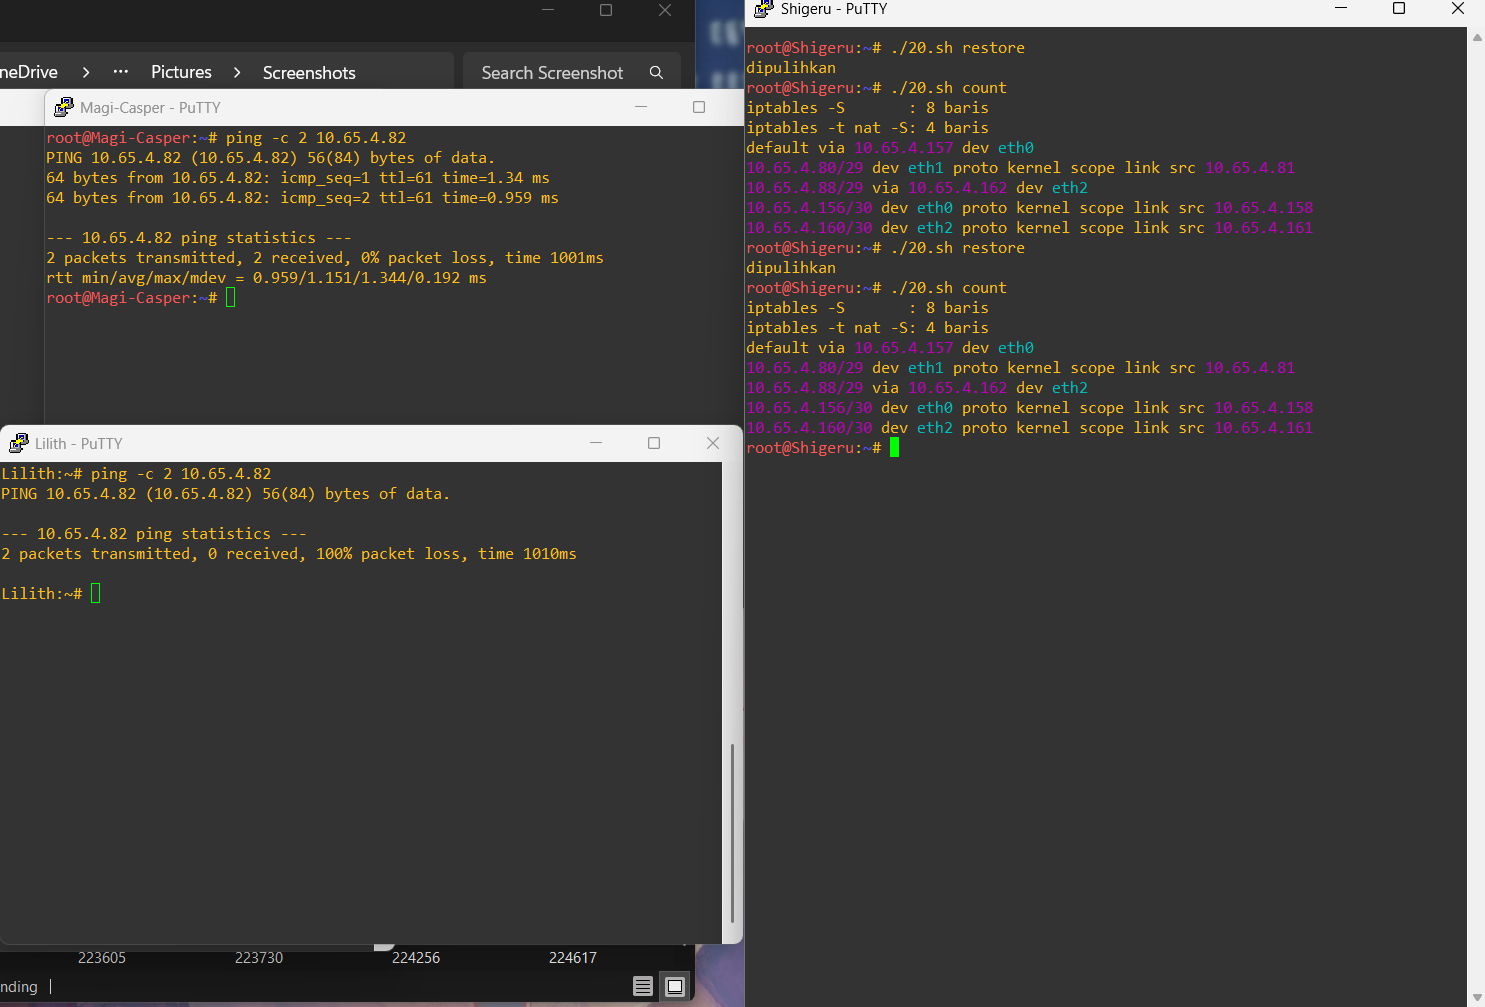 neDrive > ··· Pictures > Screenshots
Search Screenshot
Magi-Casper - PuTTY
root@Magi-Casper:~# ping -c 2 10.65.4.82
PING 10.65.4.82 (10.65.4.82) 56(84) bytes of data.
64 bytes from 10.65.4.82: icmp_seq=1 ttl=61 time=1.34 ms
64 bytes from 10.65.4.82: icmp_seq=2 ttl=61 time=0.959 ms
--- 10.65.4.82 ping statistics ---
2 packets transmitted, 2 received, 0% packet loss, time 1001ms
rtt min/avg/max/mdev = 0.959/1.151/1.344/0.192 ms
root@Magi-Casper:~#
Lilith - PuTTY
Lilith:~# ping -c 2 10.65.4.82
PING 10.65.4.82 (10.65.4.82) 56(84) bytes of data.
--- 10.65.4.82 ping statistics ---
2 packets transmitted, 0 received, 100% packet loss, time 1010ms
Lilith:~#
223605 223730 224256 224617
nding
Shigeru - PuTTY
root@Shigeru:~# ./20.sh restore
dipulihkan
root@Shigeru:~# ./20.sh count
iptables -S       : 8 baris
iptables -t nat -S: 4 baris
default via 10.65.4.157 dev eth0
10.65.4.80/29 dev eth1 proto kernel scope link src 10.65.4.81
10.65.4.88/29 via 10.65.4.162 dev eth2
10.65.4.156/30 dev eth0 proto kernel scope link src 10.65.4.158
10.65.4.160/30 dev eth2 proto kernel scope link src 10.65.4.161
root@Shigeru:~# ./20.sh restore
dipulihkan
root@Shigeru:~# ./20.sh count
iptables -S       : 8 baris
iptables -t nat -S: 4 baris
default via 10.65.4.157 dev eth0
10.65.4.80/29 dev eth1 proto kernel scope link src 10.65.4.81
10.65.4.88/29 via 10.65.4.162 dev eth2
10.65.4.156/30 dev eth0 proto kernel scope link src 10.65.4.158
10.65.4.160/30 dev eth2 proto kernel scope link src 10.65.4.161
root@Shigeru:~#